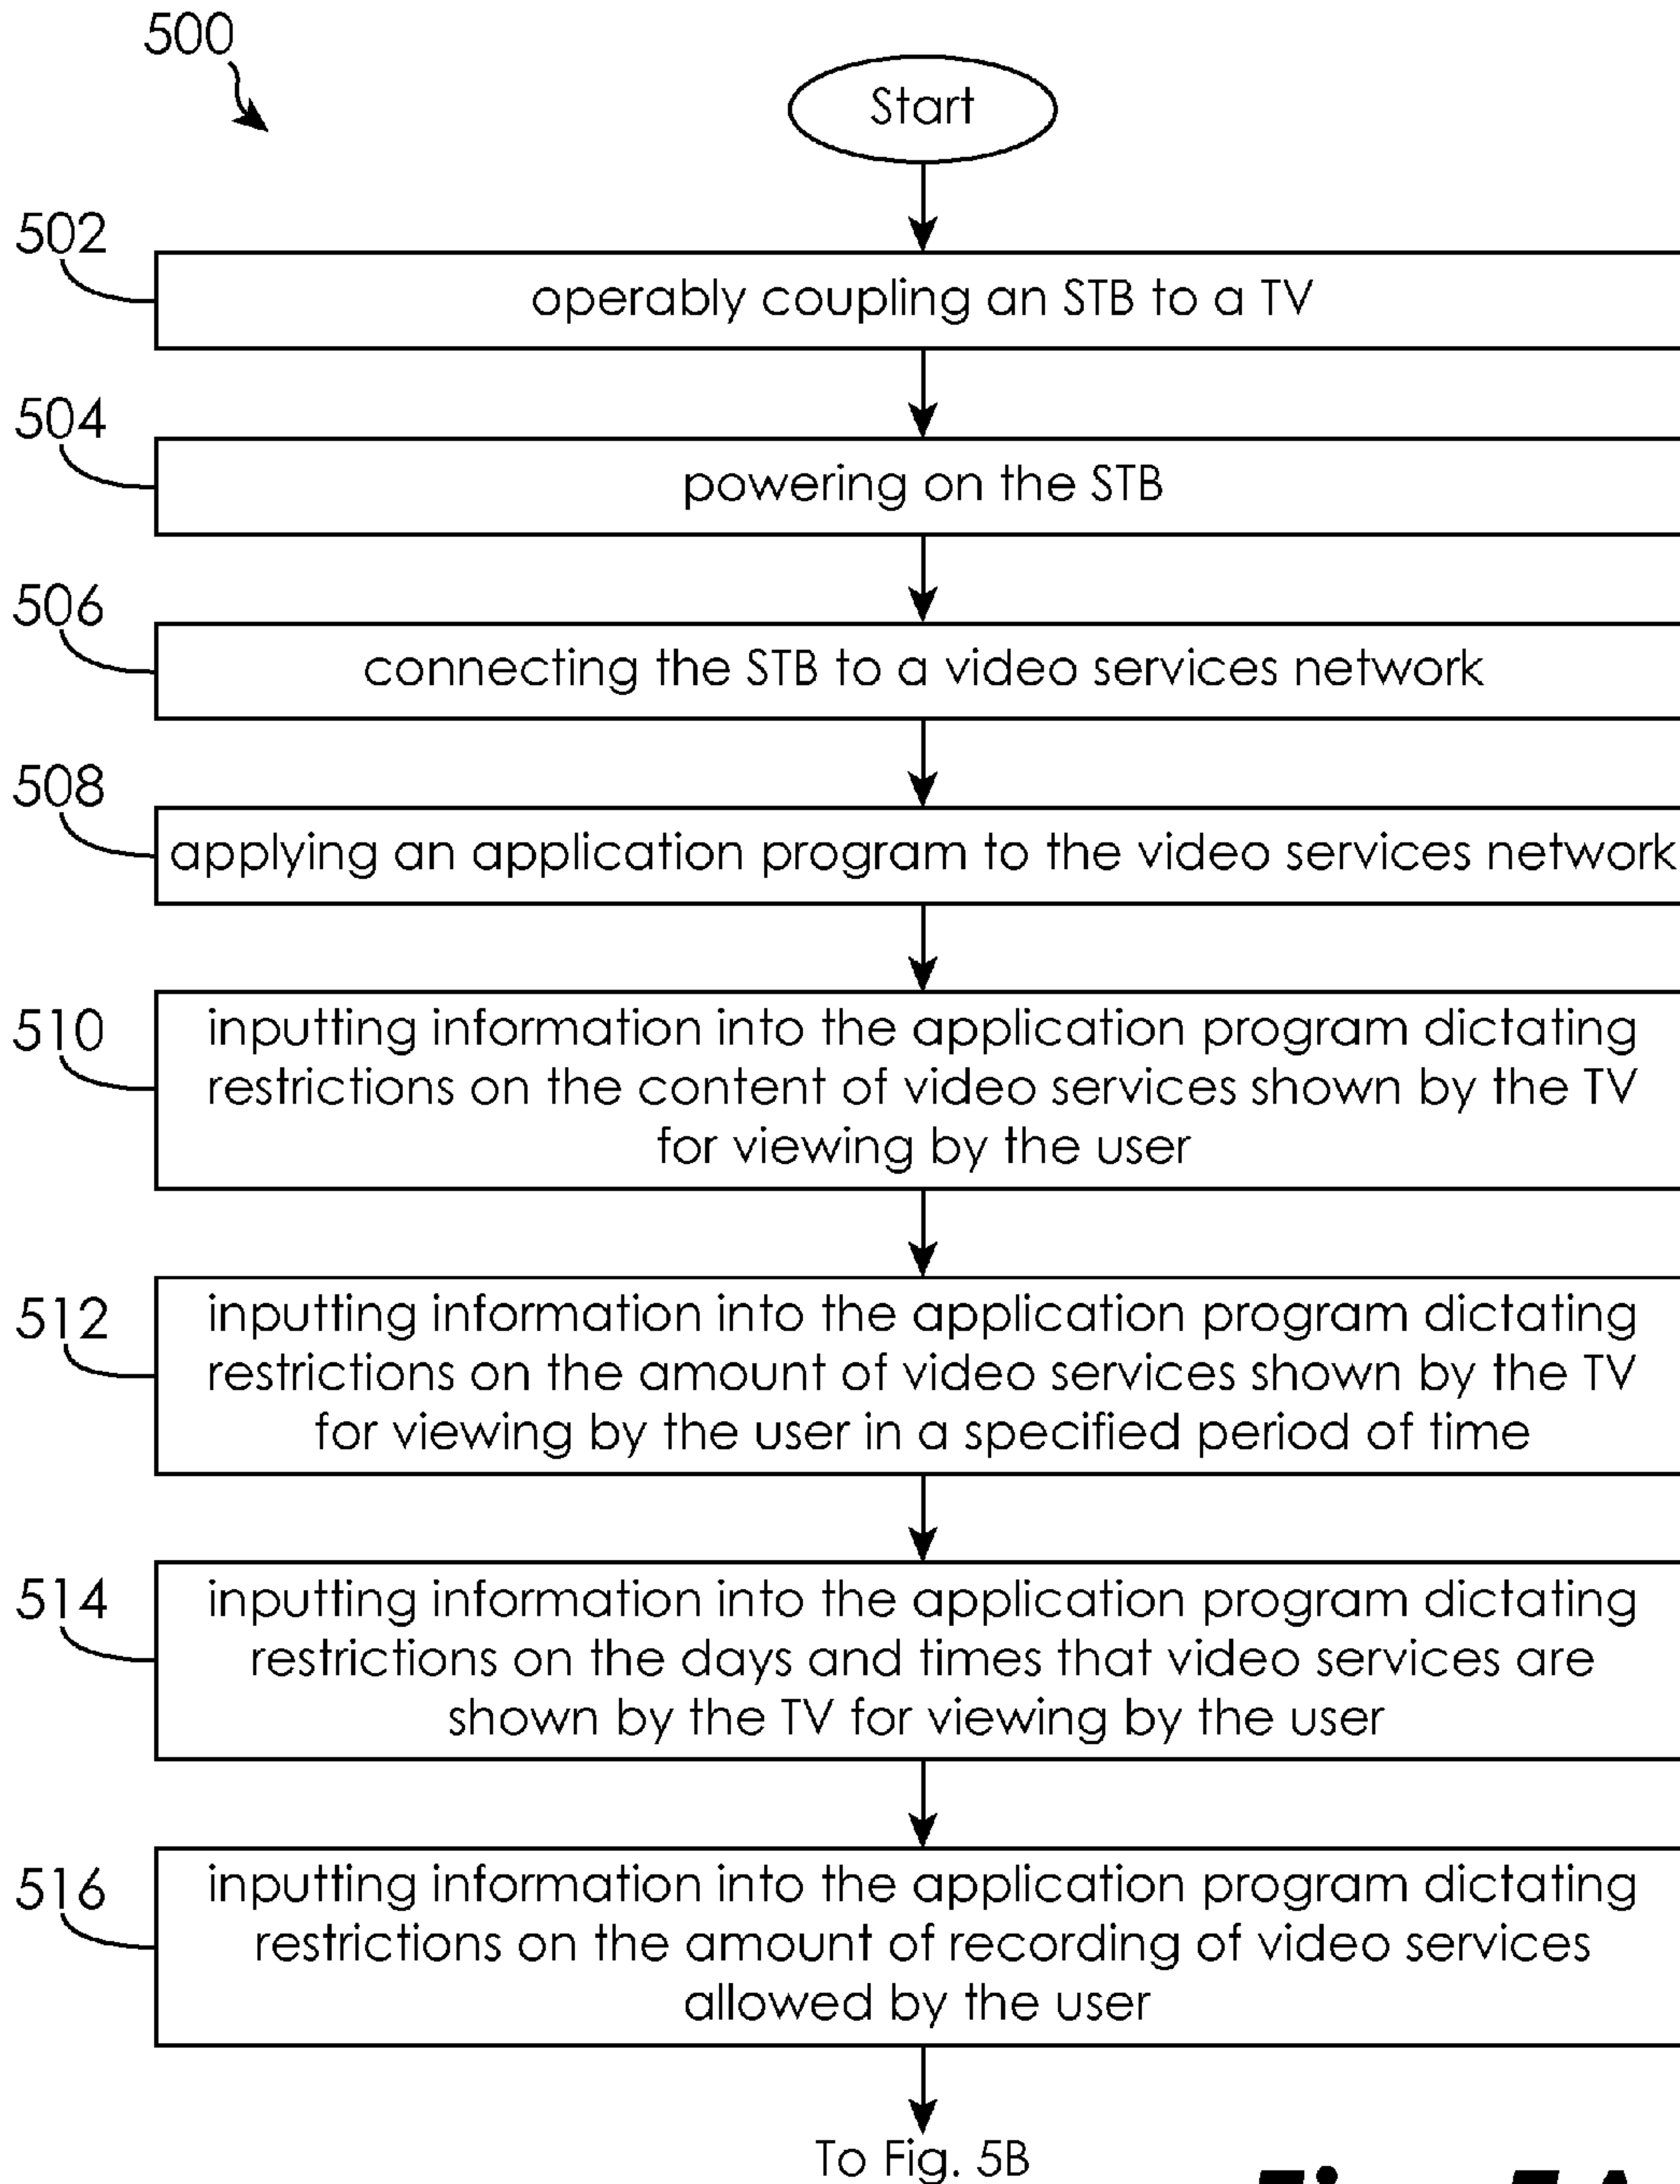 500
Start
502
operably coupling an STB to a TV
504
powering on the STB
506
connecting the STB to a video services network
508
applying an application program to the video services network
510
inputting information into the application program dictating
restrictions on the content of video services shown by the TV
for viewing by the user
512
inputting information into the application program dictating
restrictions on the amount of video services shown by the TV
for viewing by the user in a specified period of time
514
inputting information into the application program dictating
restrictions on the days and times that video services are
shown by the TV for viewing by the user
516
inputting information into the application program dictating
restrictions on the amount of recording of video services
allowed by the user
To Fig. 5B